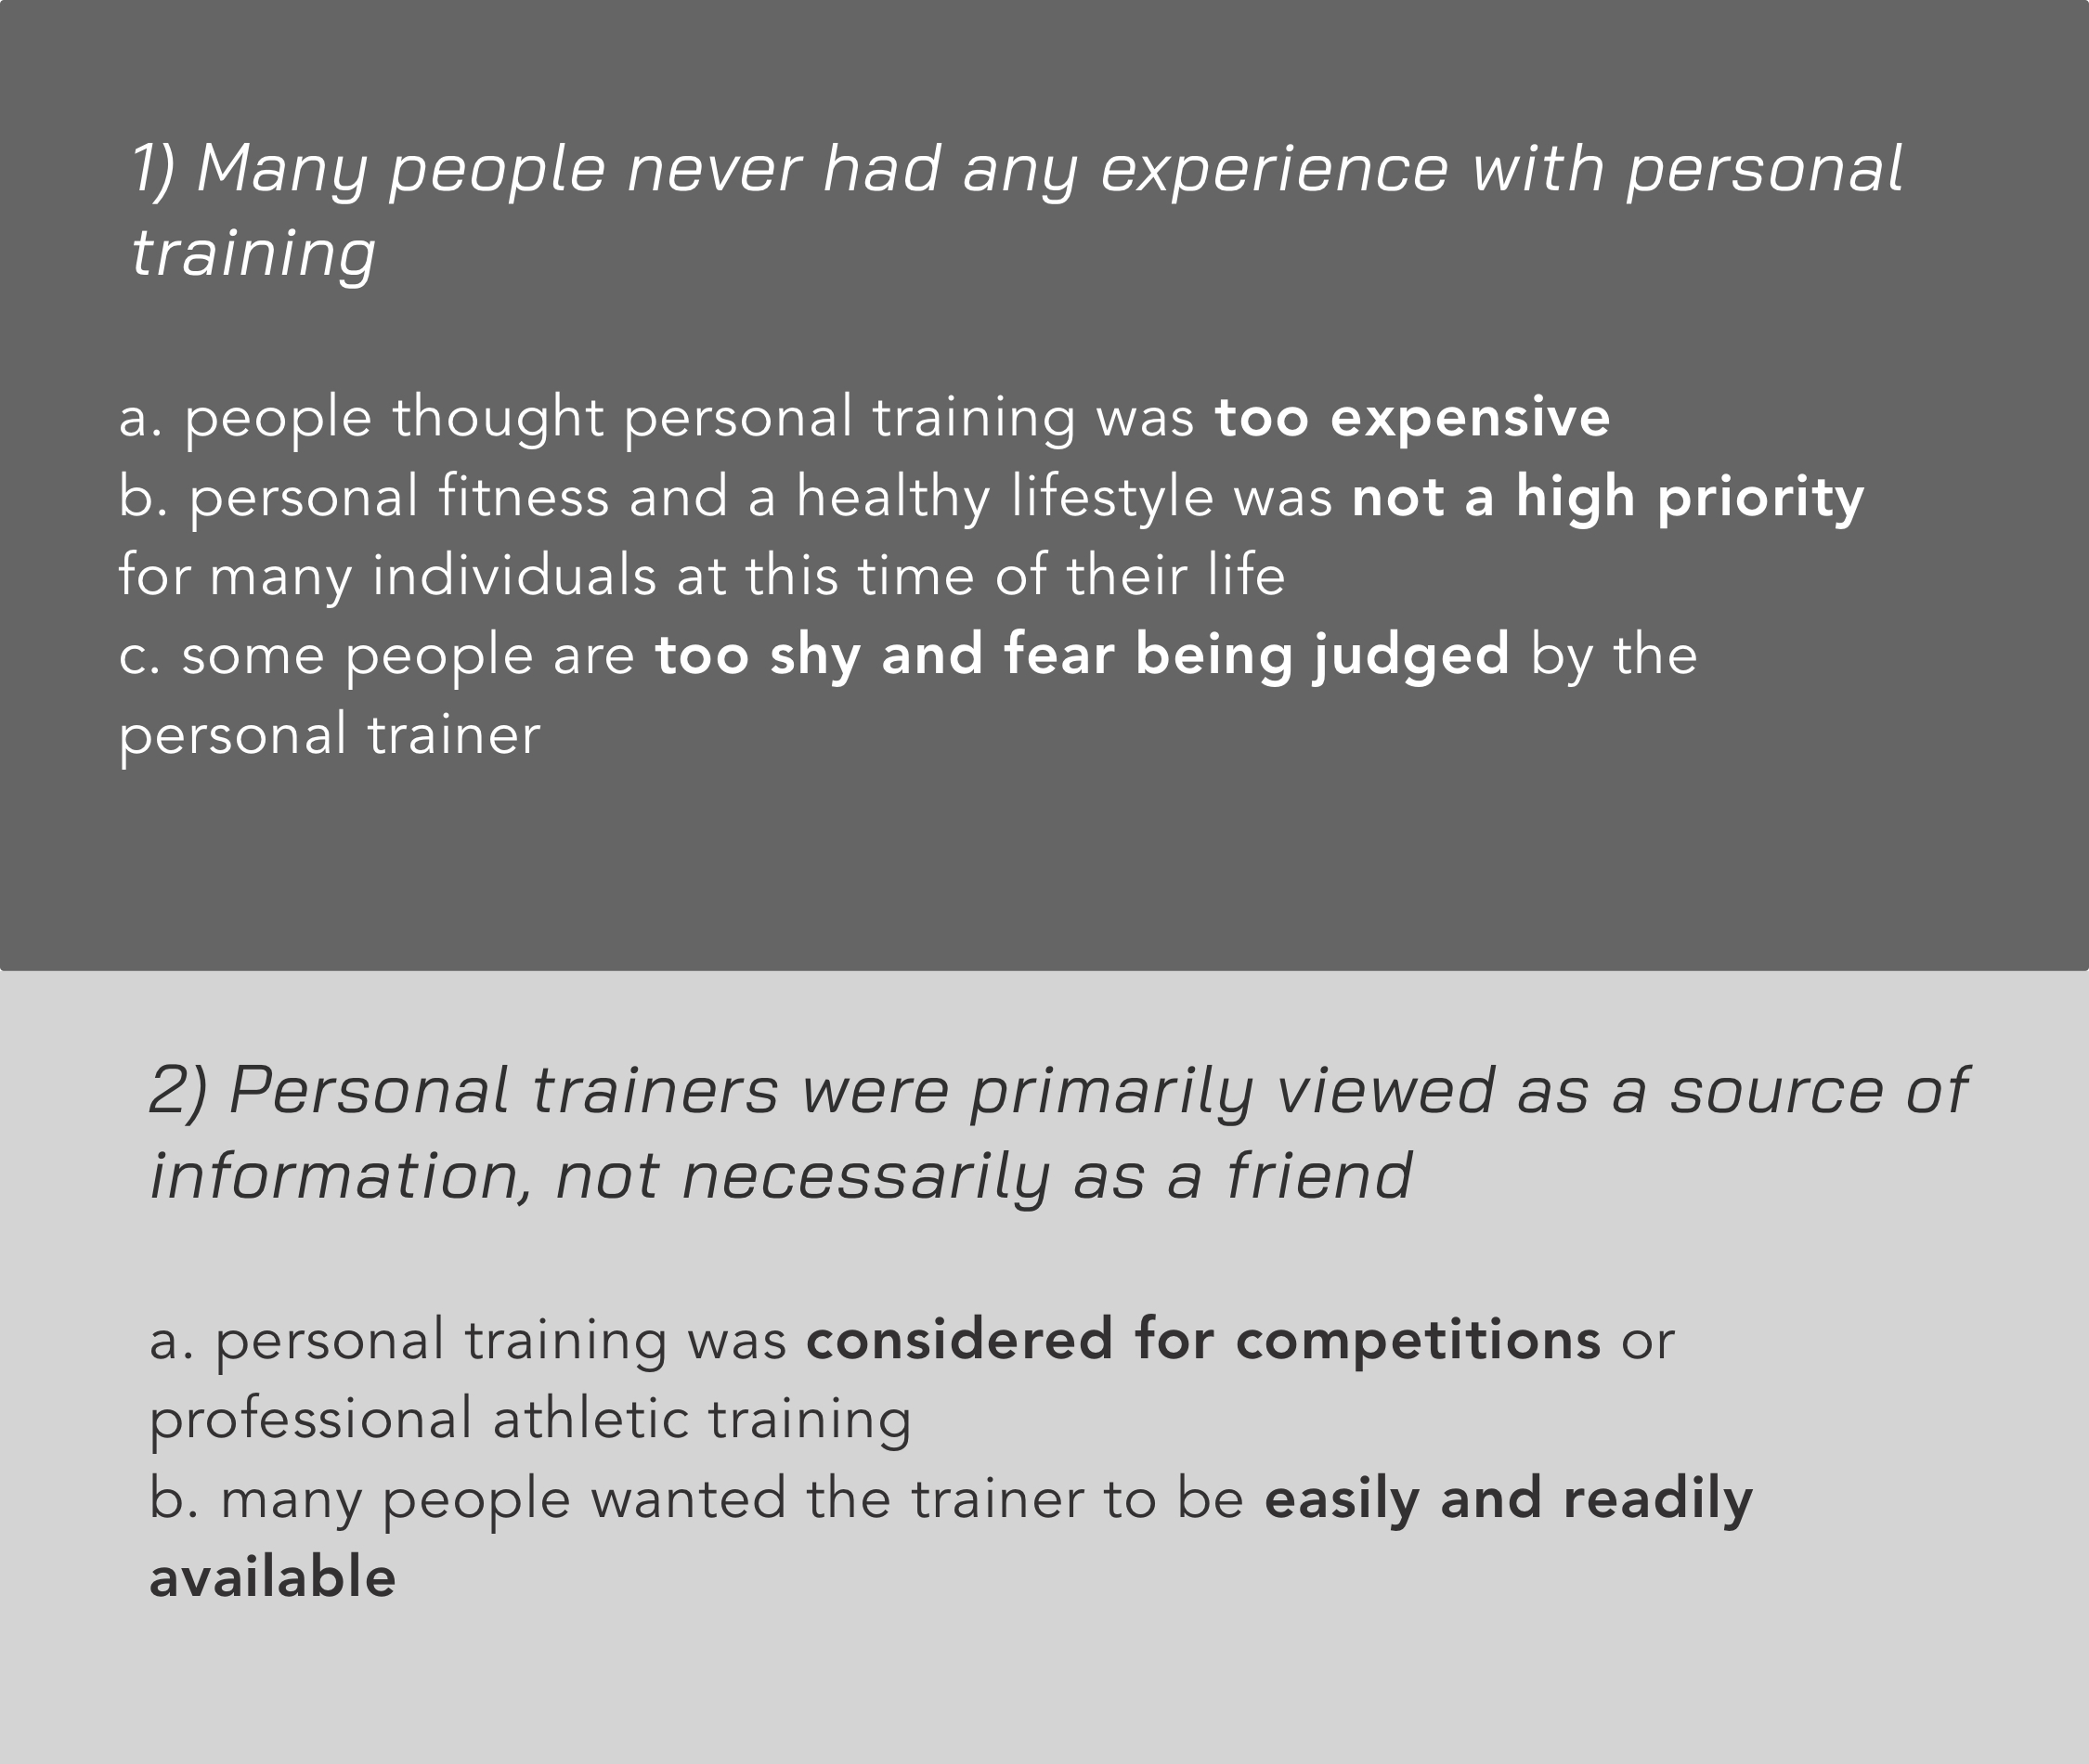 1) Many people never had any experience with personal
training
a. people thought personal training was too expensive
b. personal fitness and a healthy lifestyle was not a high priority
for many individuals at this time of their life
c. some people are too shy and fear being judged by the
personal trainer
2) Personal trainers were primarily viewed as a source of
information, not necessarily as a friend
a. personal training was considered for competitions or
professional athletic training
b. many people wanted the trainer to be easily and readily
available